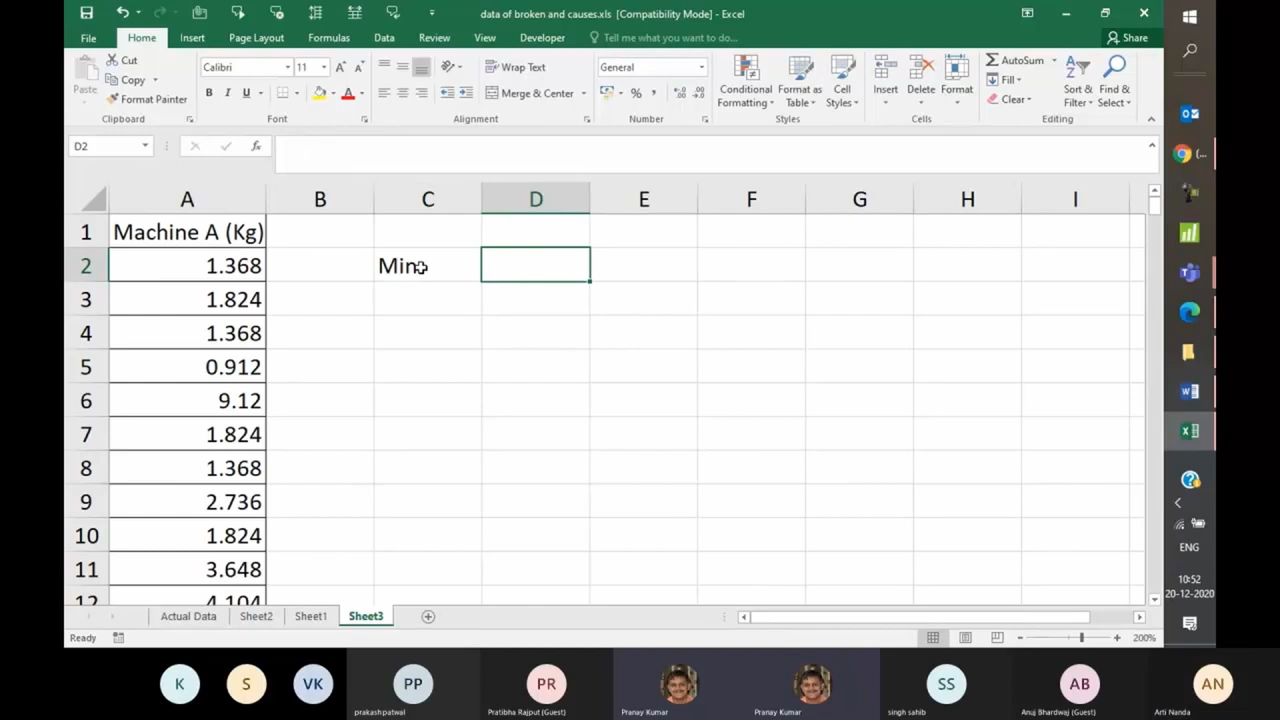 data of broken and causes.xls [Compatibility Mode] - Excel
File Home Insert Page Layout Formulas Data Review View Developer Tell me what you want to do... Share
Paste Cut Copy Format Painter
Calibri 11 A A B I U A
Wrap Text Merge & Center
General % ,
Conditional Formatting Format as Table Cell Styles
Insert Delete Format
AutoSum Fill Clear Sort & Filter Find & Select
Clipboard Font Alignment Number Styles Cells Editing
D2 fx
A B C D E F G H I
1 Machine A (Kg)
2 1.368 Min
3 1.824
4 1.368
5 0.912
6 9.12
7 1.824
8 1.368
9 2.736
10 1.824
11 3.648
12 4.104
Actual Data Sheet2 Sheet1 Sheet3
Ready 200%
ENG
10:52
20-12-2020
K S VK PP PR SS AB AN
prakash patwal Pratibha Rajput (Guest) Pranay Kumar Pranay Kumar singh sahib Anuj Bhardwaj (Guest) Arti Nanda